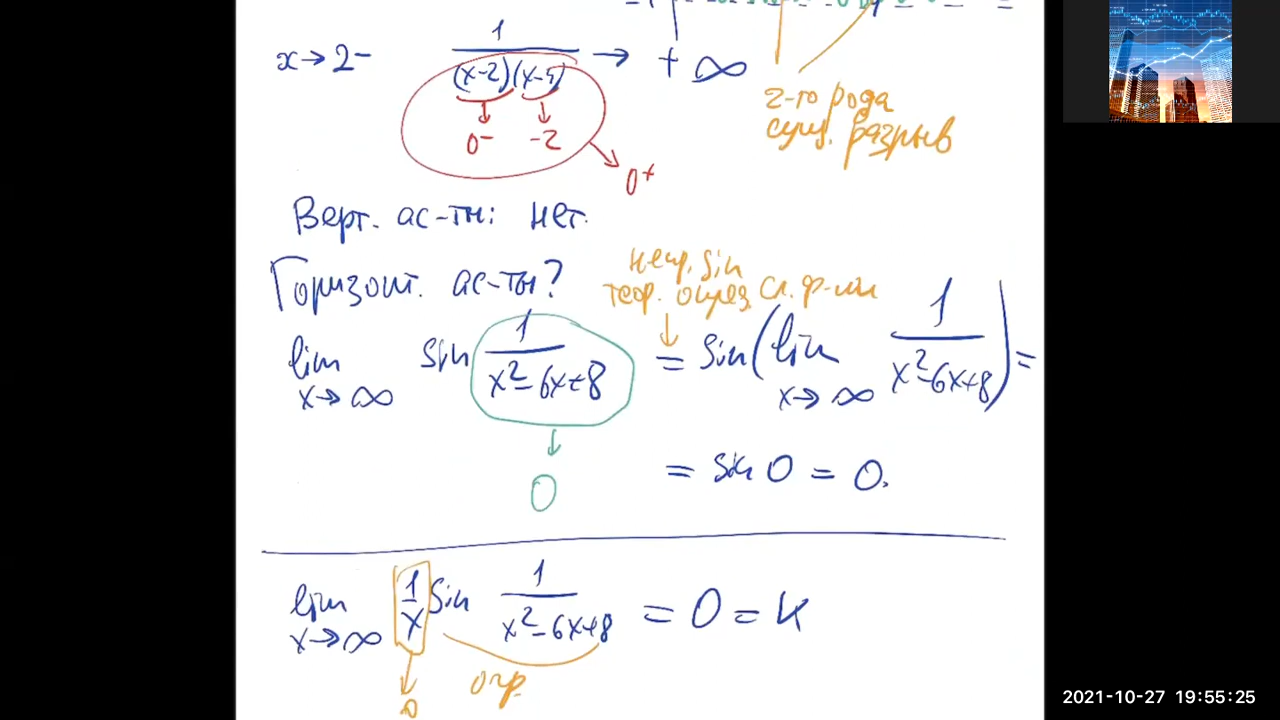 x→2- 1/((x-2)(x-4)) → +∞
0- -2
0+
2-го рода
сущ. разрыв
Верт. ас-ты: нет.
Горизонт. ас-ты?
непр. sin
теор. о предел. сл. ф-ии
lim x→∞ sin 1/(x²-6x+8) = sin(lim x→∞ 1/(x²-6x+8)) =
0
= sin 0 = 0.
lim x→∞ 1/x sin 1/(x²-6x+8) = 0 = k
0 огр.
2021-10-27 19:55:25